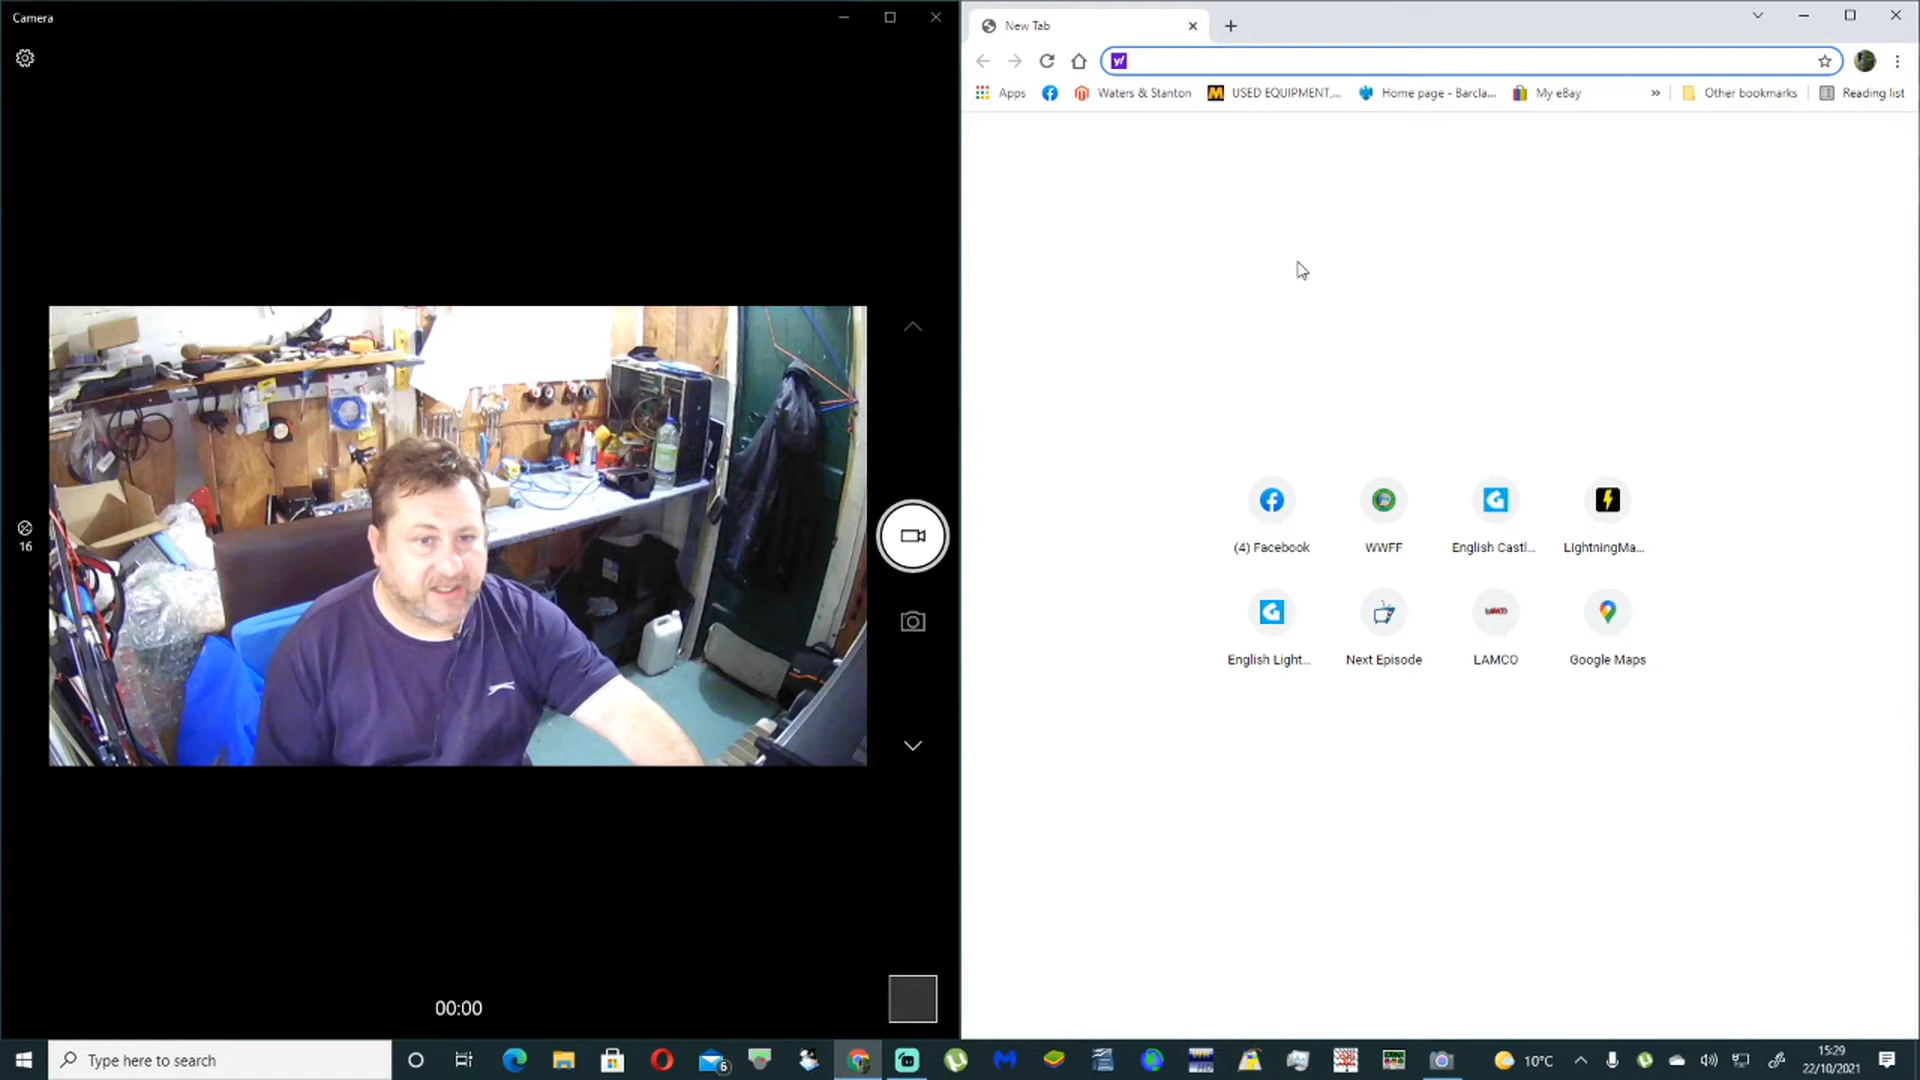 Camera
New Tab
Apps
Waters & Stanton
USED EQUIPMENT,...
Home page - Barcla...
My eBay
»
Other bookmarks
Reading list
16
(4) Facebook
WWFF
English Castl...
LightningMa...
English Light...
Next Episode
LAMCO
Google Maps
00:00
Type here to search
6
10°C
15:29
22/10/2021